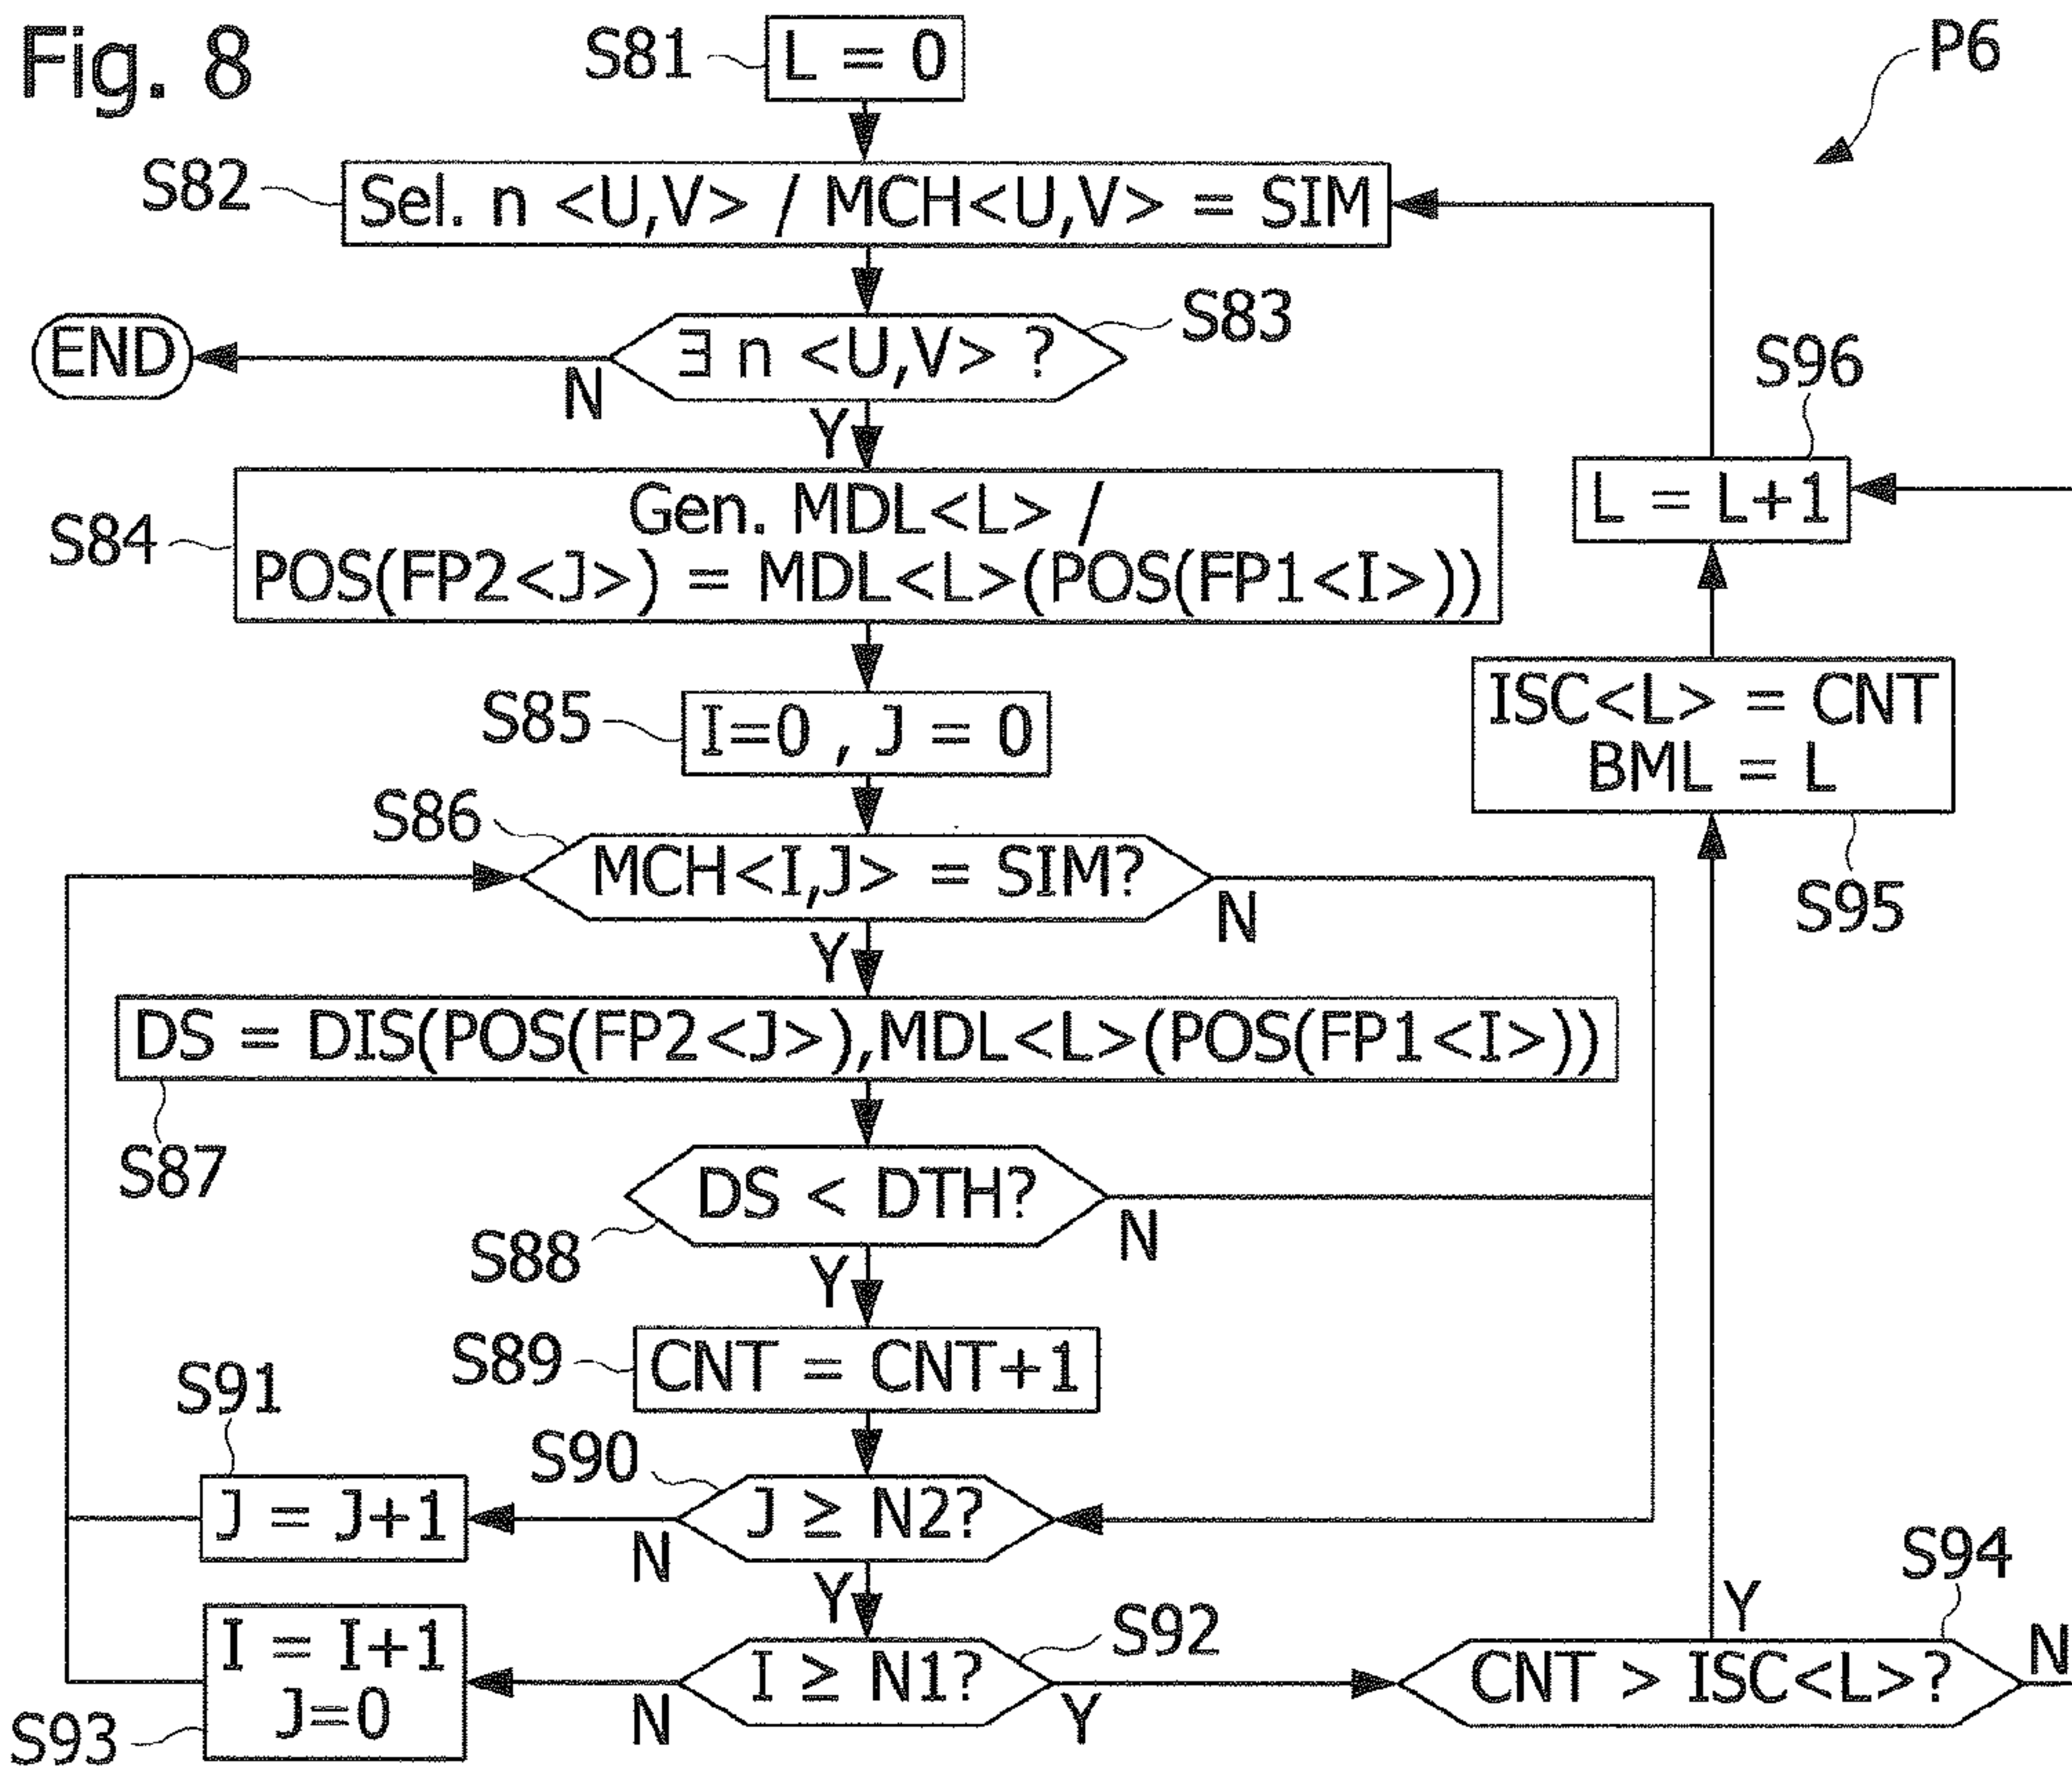 Fig. 8
P6
S81
L = 0
S82
Sel. n <U,V> / MCH<U,V> = SIM
S83
∃ n <U,V> ?
END
N
Y
S96
L = L+1
S84
Gen. MDL<L> /
POS(FP2<J>) = MDL<L>(POS(FP1<I>))
S85
I=0 , J = 0
ISC<L> = CNT
BML = L
S95
S86
MCH<I,J> = SIM?
N
Y
DS = DIS(POS(FP2<J>),MDL<L>(POS(FP1<I>))
S87
DS < DTH?
S88
N
Y
S89
CNT = CNT+1
S91
J = J+1
S90
J ≥ N2?
N
Y
S93
I = I+1
J=0
S92
I ≥ N1?
N
Y
S94
CNT > ISC<L>?
Y
N